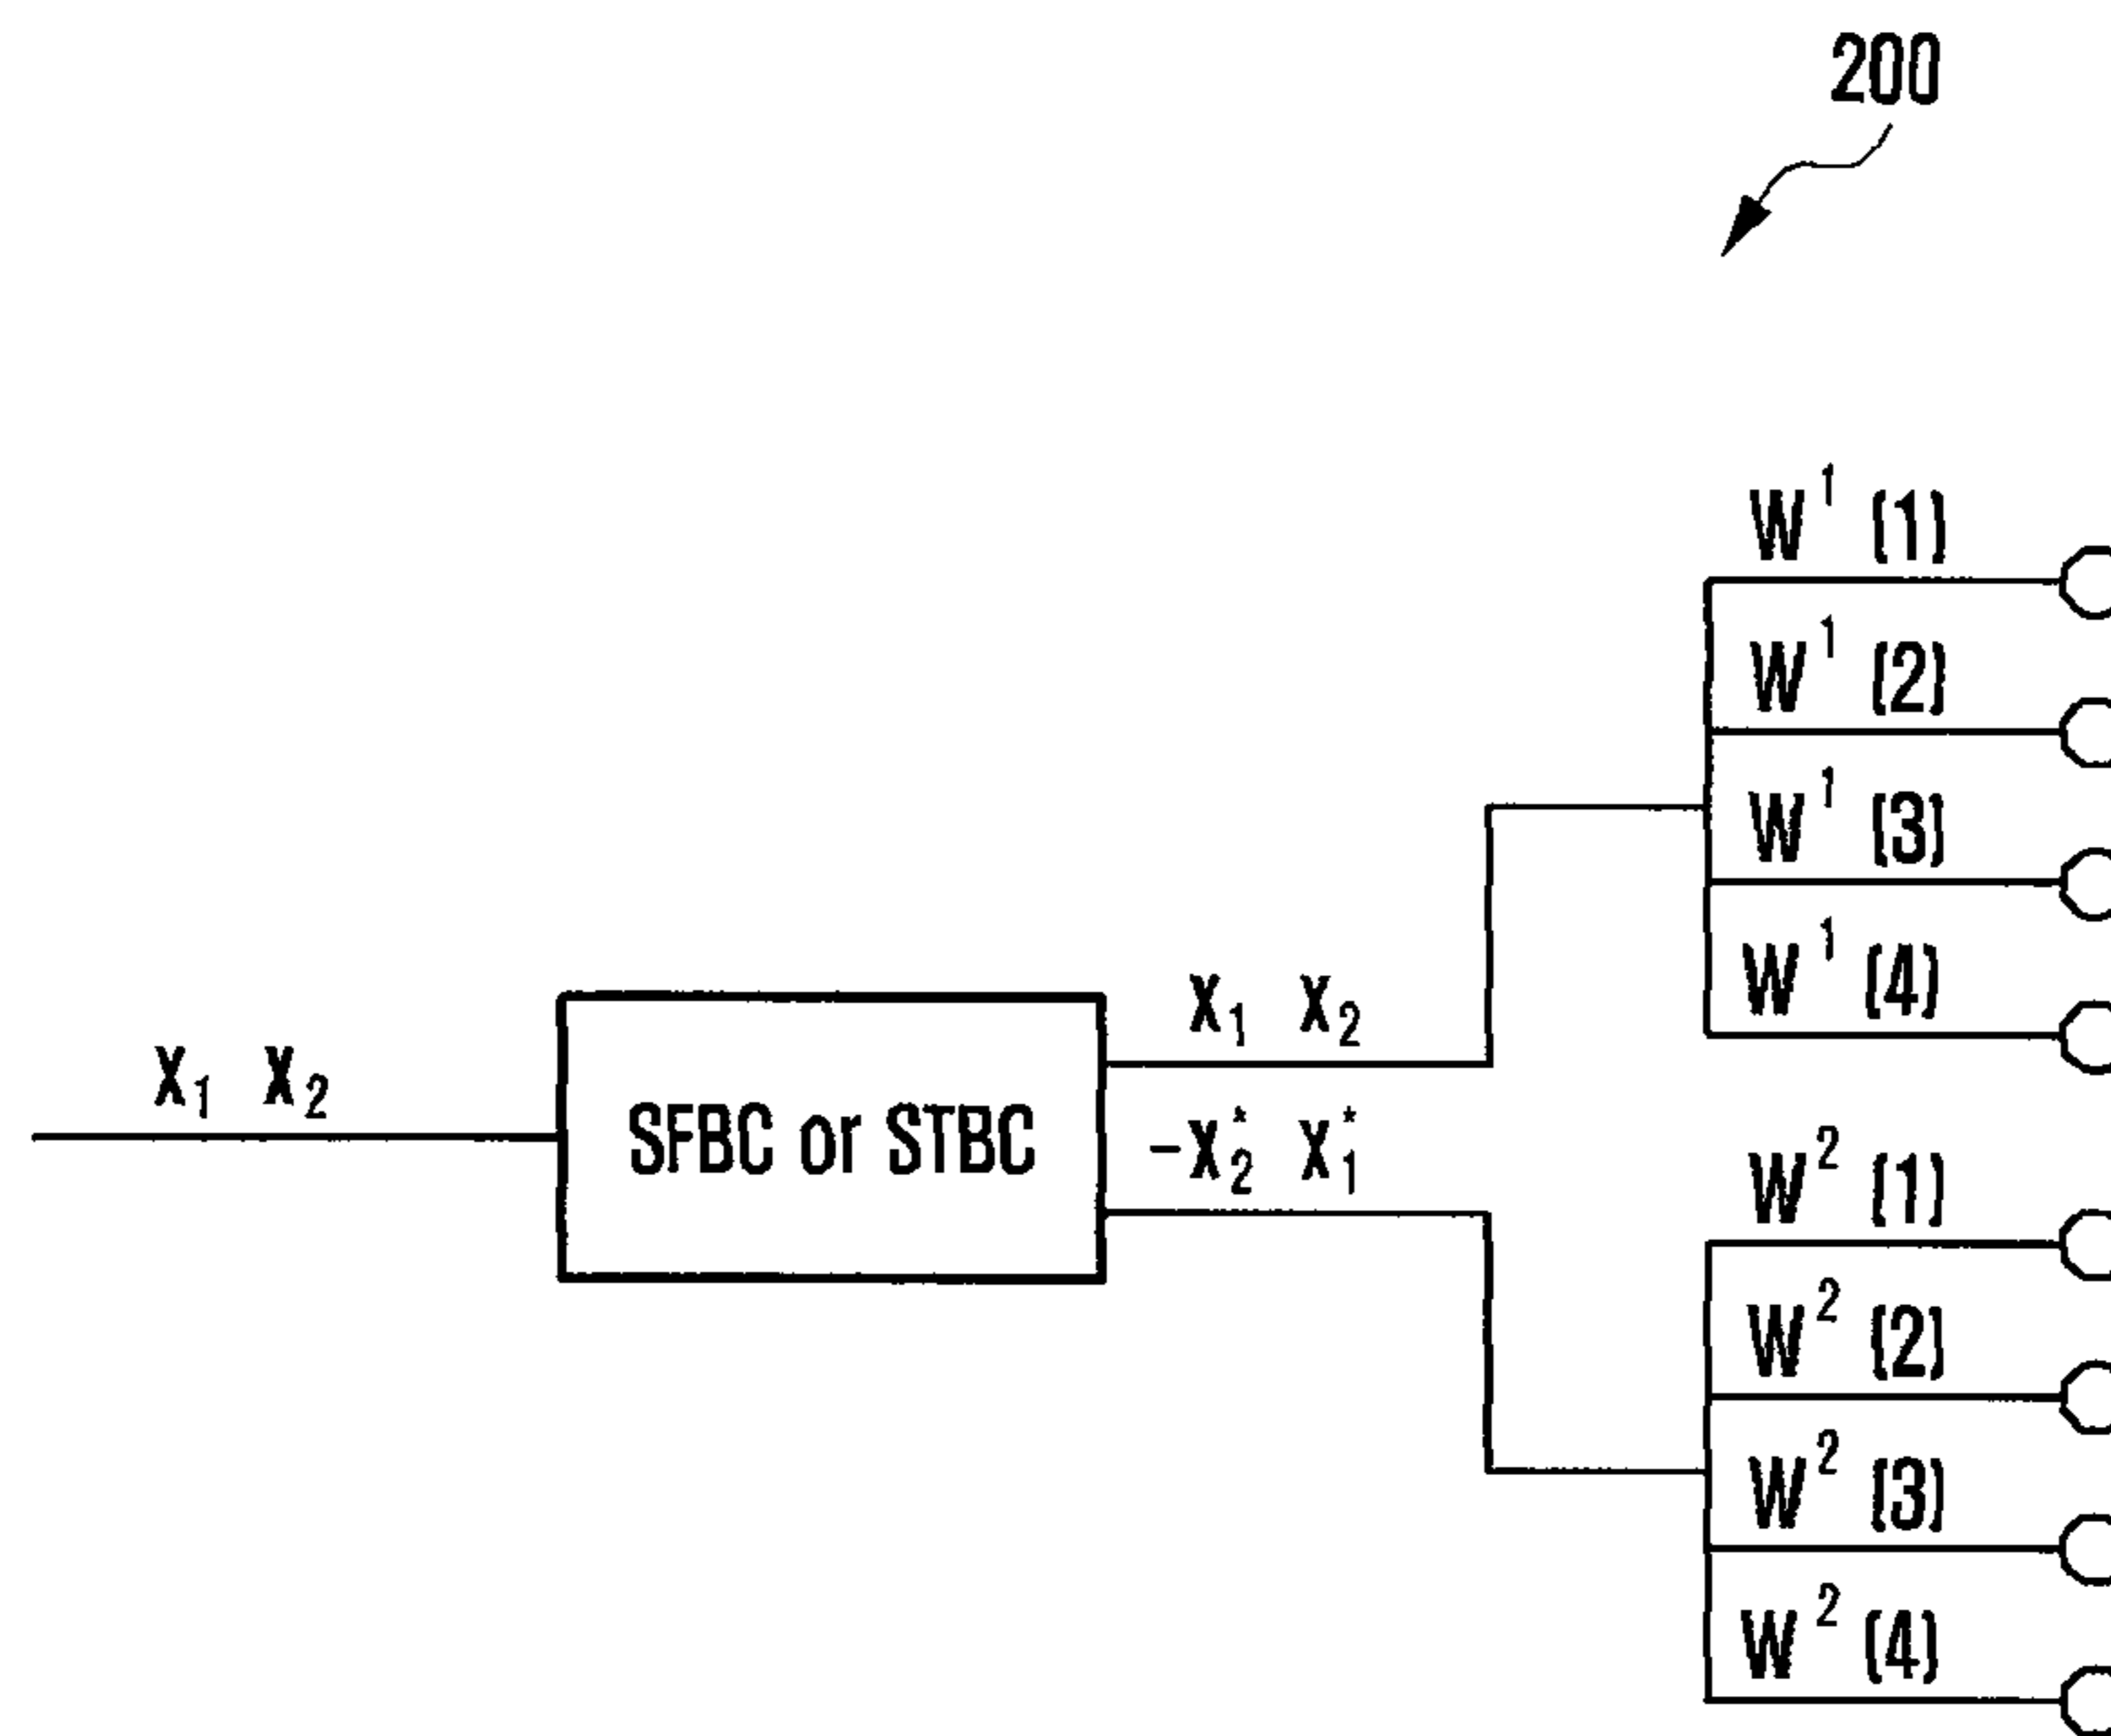 200
W¹ (1)
W¹ (2)
W¹ (3)
W¹ (4)
x₁ x₂
SFBC or STBC
x₁ x₂
-x₂* x₁*
W² (1)
W² (2)
W² (3)
W² (4)